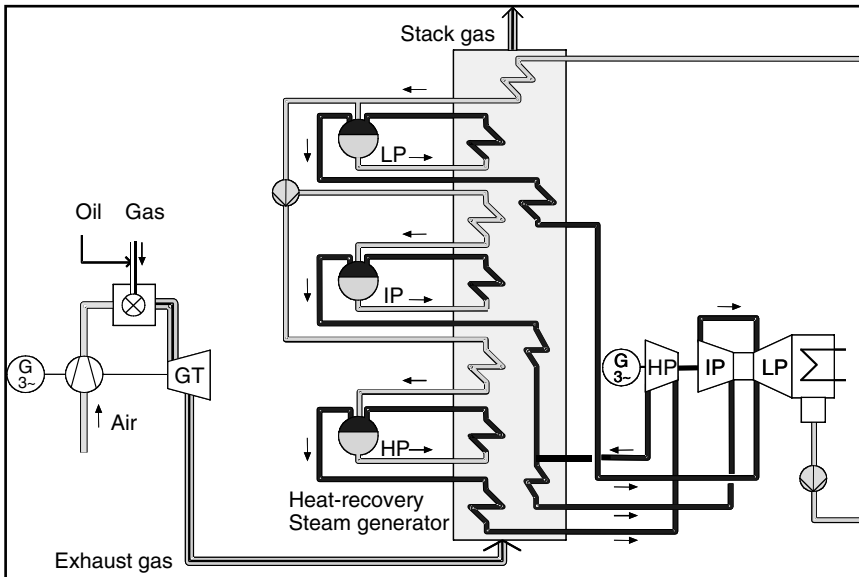 Stack gas
LP
Oil Gas
IP
G
3~
GT
Air
HP
G
3~
HP
IP
LP
Heat-recovery
Steam generator
Exhaust gas